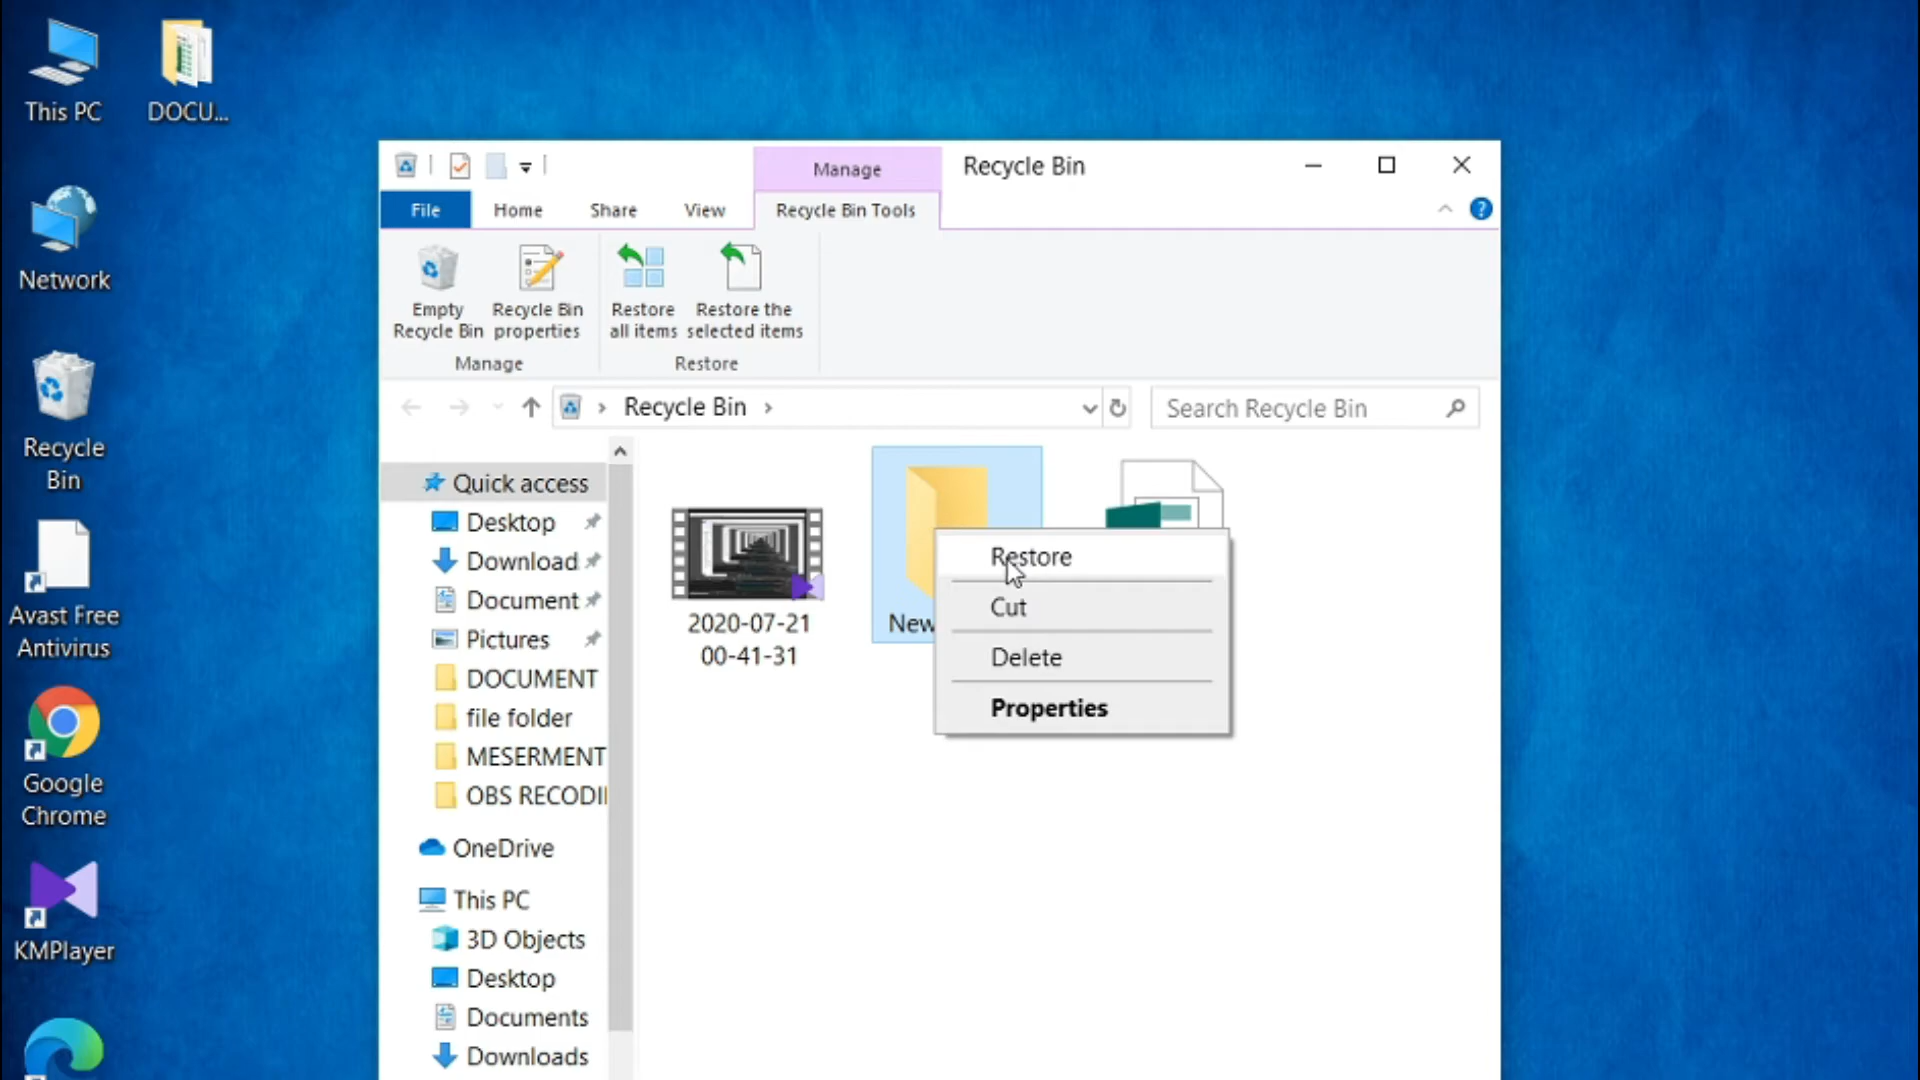 This PC
DOCU...
Network
Recycle
Bin
Avast Free
Antivirus
Google
Chrome
KMPlayer
Manage
Recycle Bin
File
Home
Share
View
Recycle Bin Tools
?
Empty
Recycle Bin
Recycle Bin
properties
Restore
all items
Restore the
selected items
Manage
Restore
Recycle Bin
Search Recycle Bin
Quick access
Desktop
Download
Document
Pictures
DOCUMENT
file folder
MESERMENT
OBS RECODI
OneDrive
This PC
3D Objects
Desktop
Documents
Downloads
2020-07-21
00-41-31
New
Restore
Cut
Delete
Properties